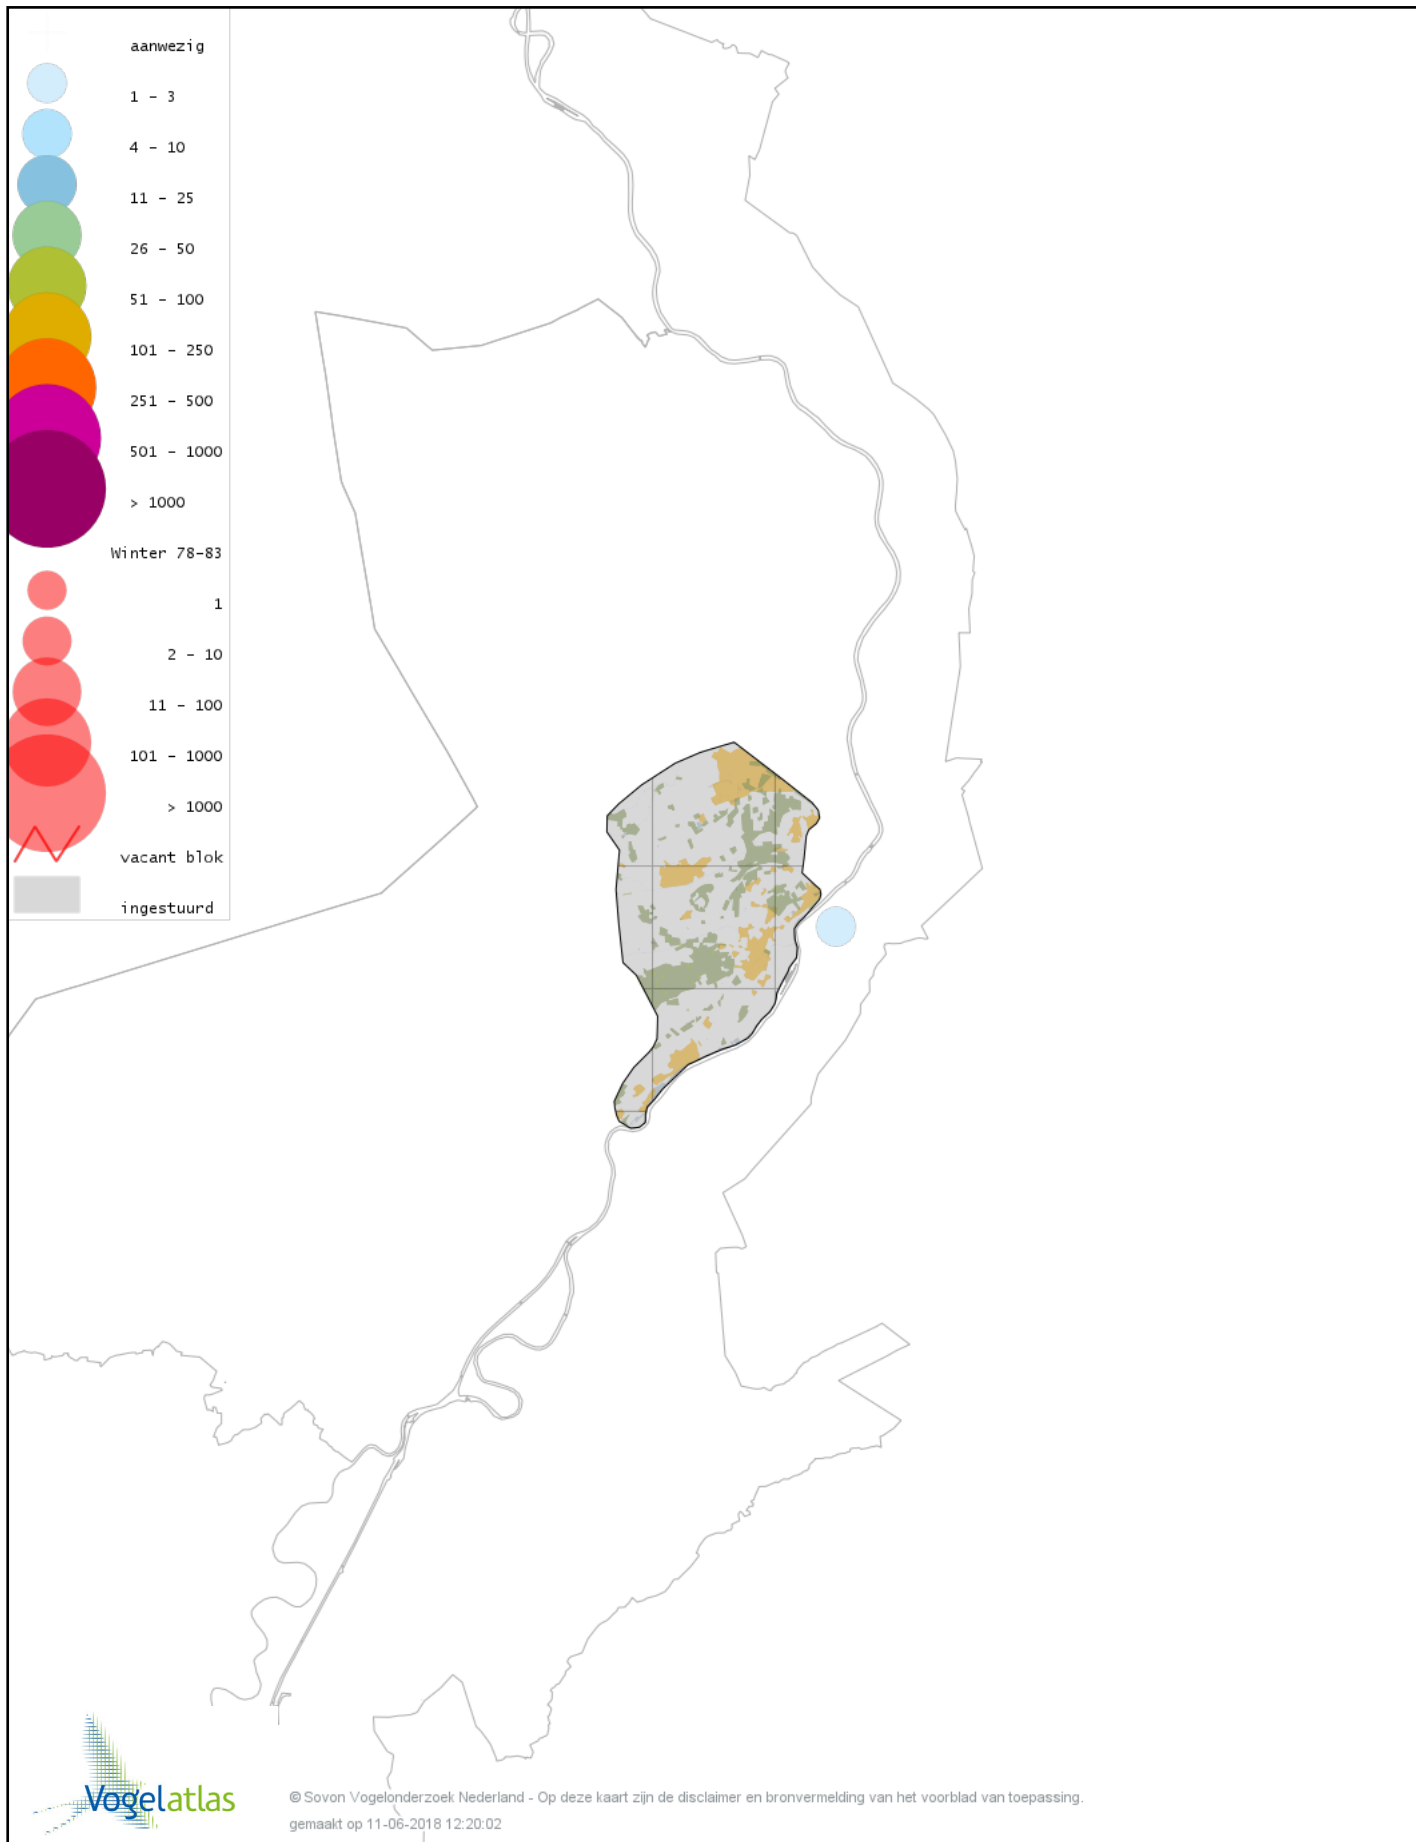 aanwezig
1 - 3
4 - 10
11 - 25
26 - 50
51 - 100
101 - 250
251 - 500
501 - 1000
> 1000
Winter 78-83
1
2 - 10
11 - 100
101 - 1000
> 1000
vacant blok
ingestuurd
Vogelatlas
© Sovon Vogelonderzoek Nederland - Op deze kaart zijn de disclaimer en bronvermelding van het voorblad van toepassing.
gemaakt op 11-06-2018 12:20:02